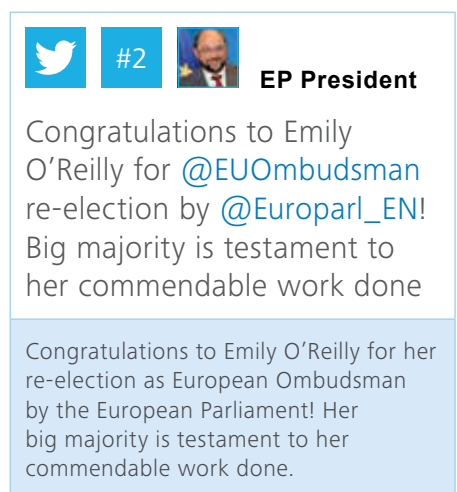 #2
EP President
Congratulations to Emily
O’Reilly for @EUOmbudsman
re-election by @Europarl_EN!
Big majority is testament to
her commendable work done
Congratulations to Emily O’Reilly for her
re-election as European Ombudsman
by the European Parliament! Her
big majority is testament to her
commendable work done.